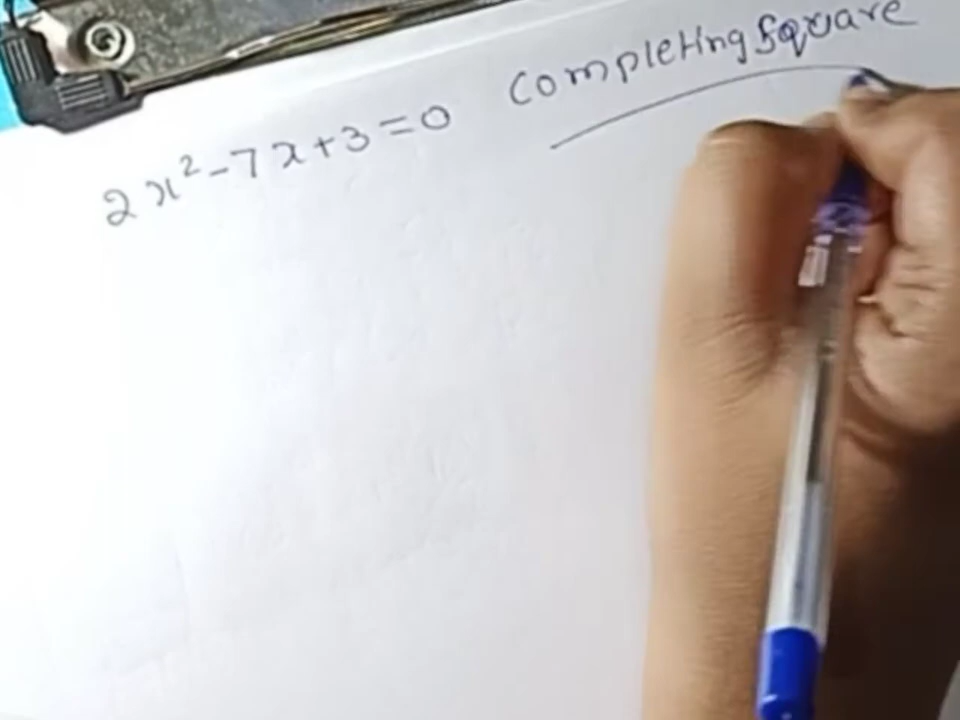 2x² - 7x + 3 = 0 Completing Square